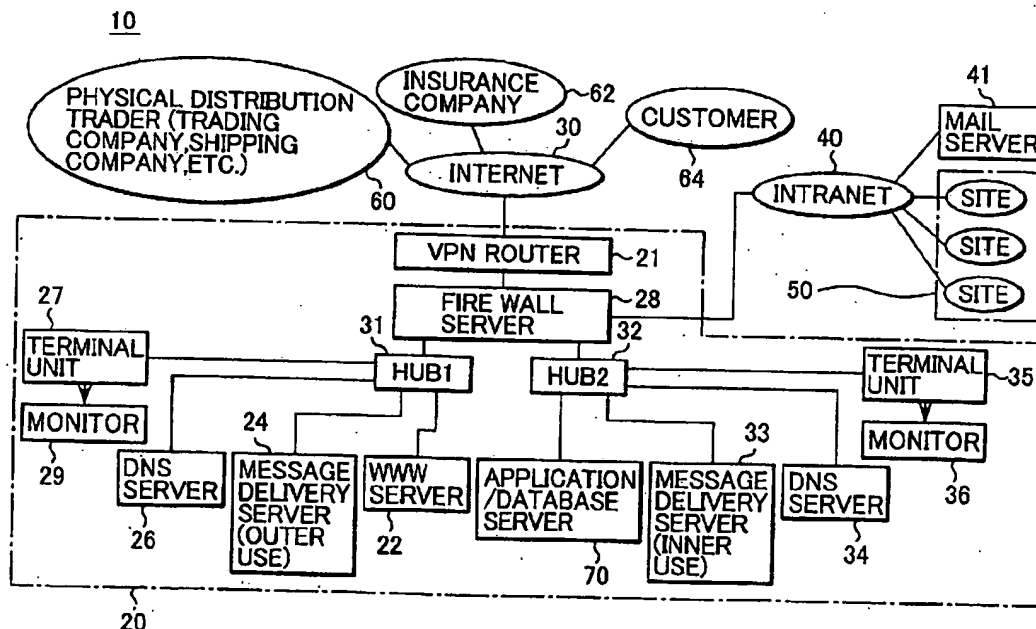 10
PHYSICAL DISTRIBUTION
TRADER (TRADING
COMPANY,SHIPPING
COMPANY,ETC.)
60
INSURANCE
COMPANY
62
30
INTERNET
CUSTOMER
64
40
INTRANET
41
MAIL
SERVER
SITE
SITE
SITE
50
VPN ROUTER
21
FIRE WALL
SERVER
28
27
TERMINAL
UNIT
MONITOR
29
31
HUB1
32
HUB2
TERMINAL
UNIT
35
MONITOR
36
DNS
SERVER
26
24
MESSAGE
DELIVERY
SERVER
(OUTER
USE)
WWW
SERVER
22
APPLICATION
/DATABASE
SERVER
70
33
MESSAGE
DELIVERY
SERVER
(INNER
USE)
DNS
SERVER
34
20